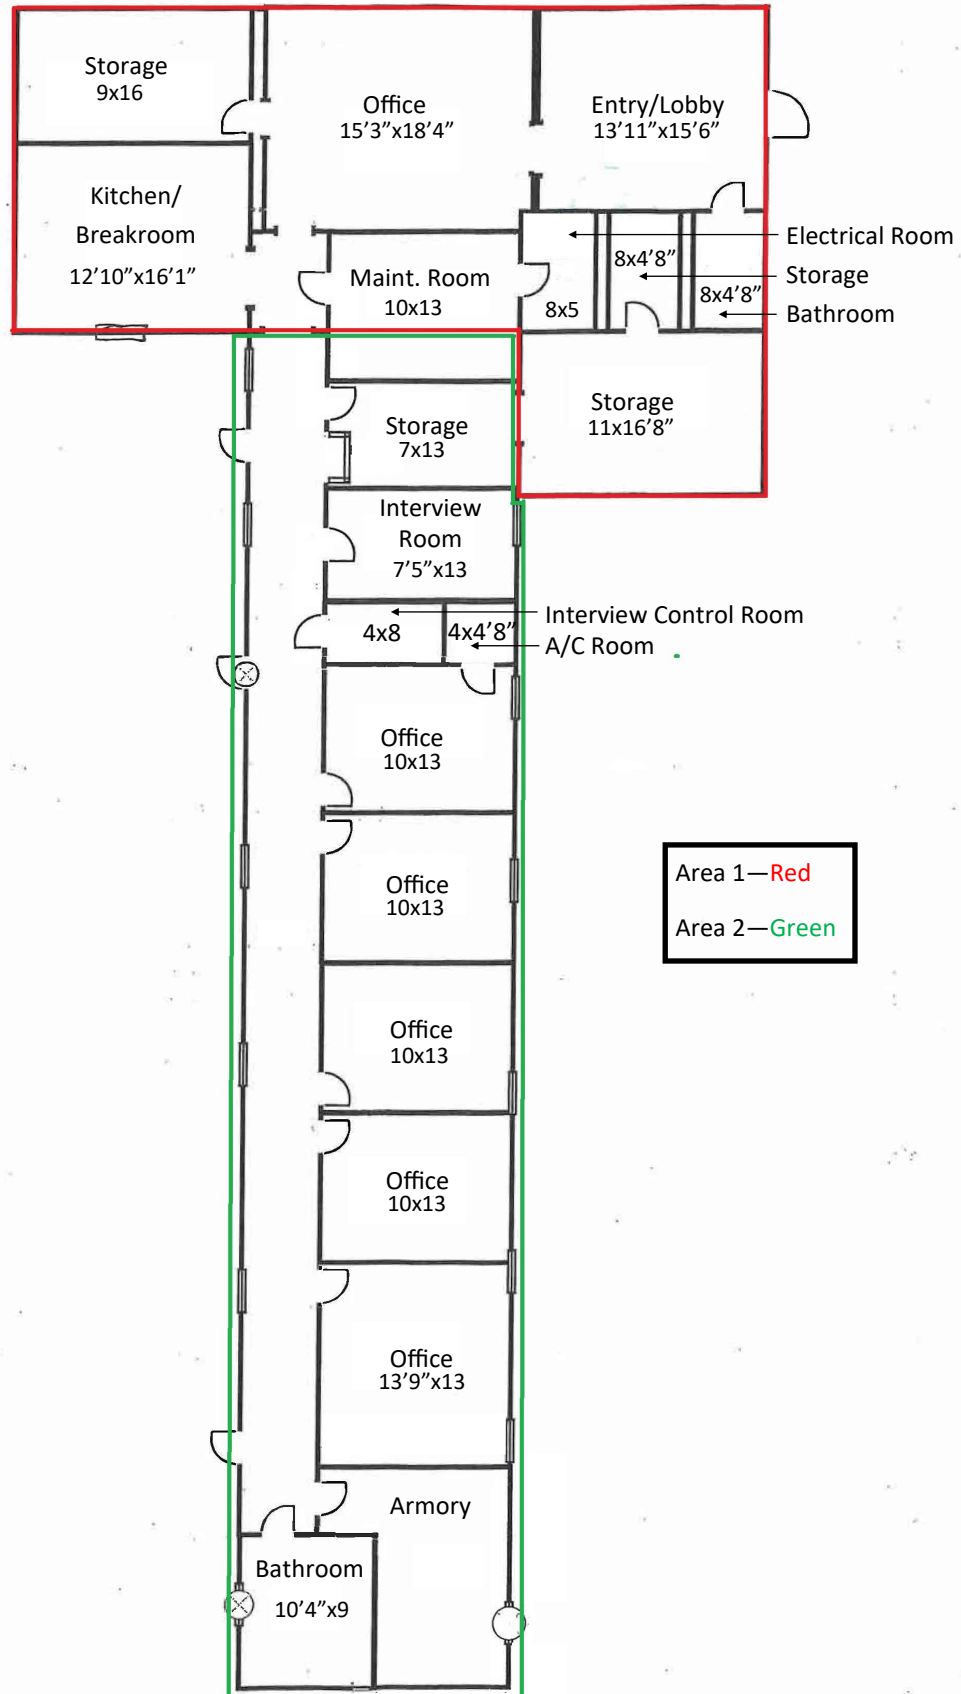 Storage
9x16
Office
15’3”x18’4”
Entry/Lobby
13’11”x15’6”
Kitchen/
Breakroom
12’10”x16’1”
Maint. Room
10x13
8x5
8x4’8”
8x4’8”
Electrical Room
Storage
Bathroom
Storage
7x13
Storage
11x16’8”
Interview
Room
7’5”x13
4x8
4x4’8”
Interview Control Room
A/C Room
Office
10x13
Office
10x13
Area 1—Red
Area 2—Green
Office
10x13
Office
10x13
Office
13’9”x13
Armory
Bathroom
10’4”x9